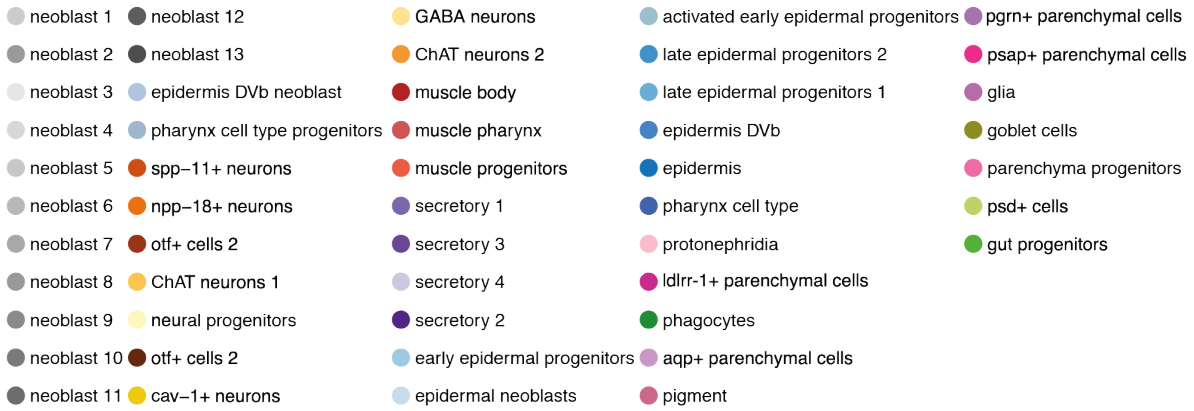 neoblast 1
neoblast 2
neoblast 3
neoblast 4
neoblast 5
neoblast 6
neoblast 7
neoblast 8
neoblast 9
neoblast 10
neoblast 11
neoblast 12
neoblast 13
epidermis DVb neoblast
pharynx cell type progenitors
spp−11+ neurons
npp−18+ neurons
otf+ cells 2
ChAT neurons 1
neural progenitors
otf+ cells 2
cav−1+ neurons
GABA neurons
ChAT neurons 2
muscle body
muscle pharynx
muscle progenitors
secretory 1
secretory 3
secretory 4
secretory 2
early epidermal progenitors
epidermal neoblasts
activated early epidermal progenitors
late epidermal progenitors 2
late epidermal progenitors 1
epidermis DVb
epidermis
pharynx cell type
protonephridia
ldlrr-1+ parenchymal cells
phagocytes
aqp+ parenchymal cells
pigment
pgrn+ parenchymal cells
psap+ parenchymal cells
glia
goblet cells
parenchyma progenitors
psd+ cells
gut progenitors